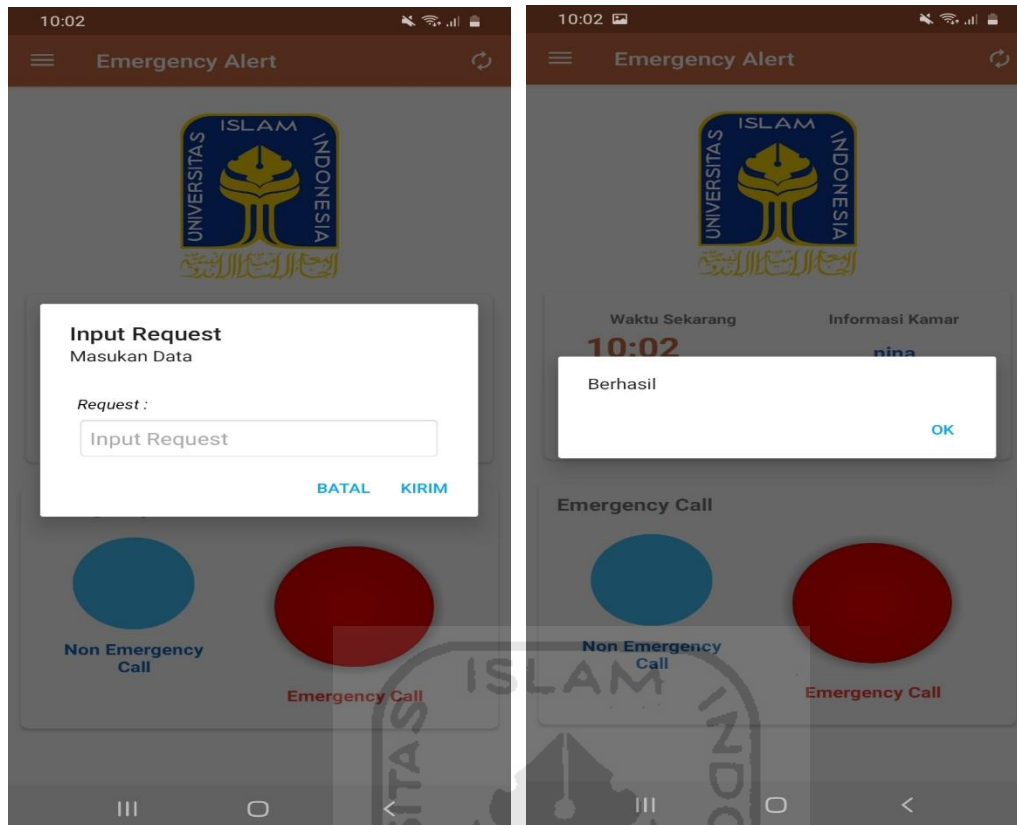 10:02
Emergency Alert
UNIVERSITAS
ISLAM
INDONESIA
Input Request
Masukan Data
Request :
Input Request
BATAL KIRIM
Non Emergency
Call
Emergency Call
10:02
Emergency Alert
UNIVERSITAS
ISLAM
INDONESIA
Waktu Sekarang Informasi Kamar
10:02 nina
Berhasil
OK
Emergency Call
Non Emergency
Call
Emergency Call
ISLAM